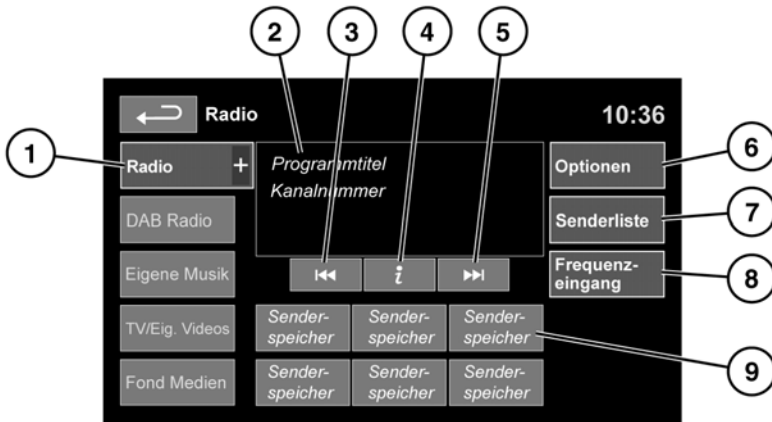 2
3
4
5
Radio
10:36
1
Radio +
Programmtitel
Kanalnummer
Optionen
6
DAB Radio
Senderliste
7
Eigene Musik
i
Frequenz-
eingang
8
TV/Eig. Videos
Sender-
speicher
Sender-
speicher
Sender-
speicher
9
Fond Medien
Sender-
speicher
Sender-
speicher
Sender-
speicher